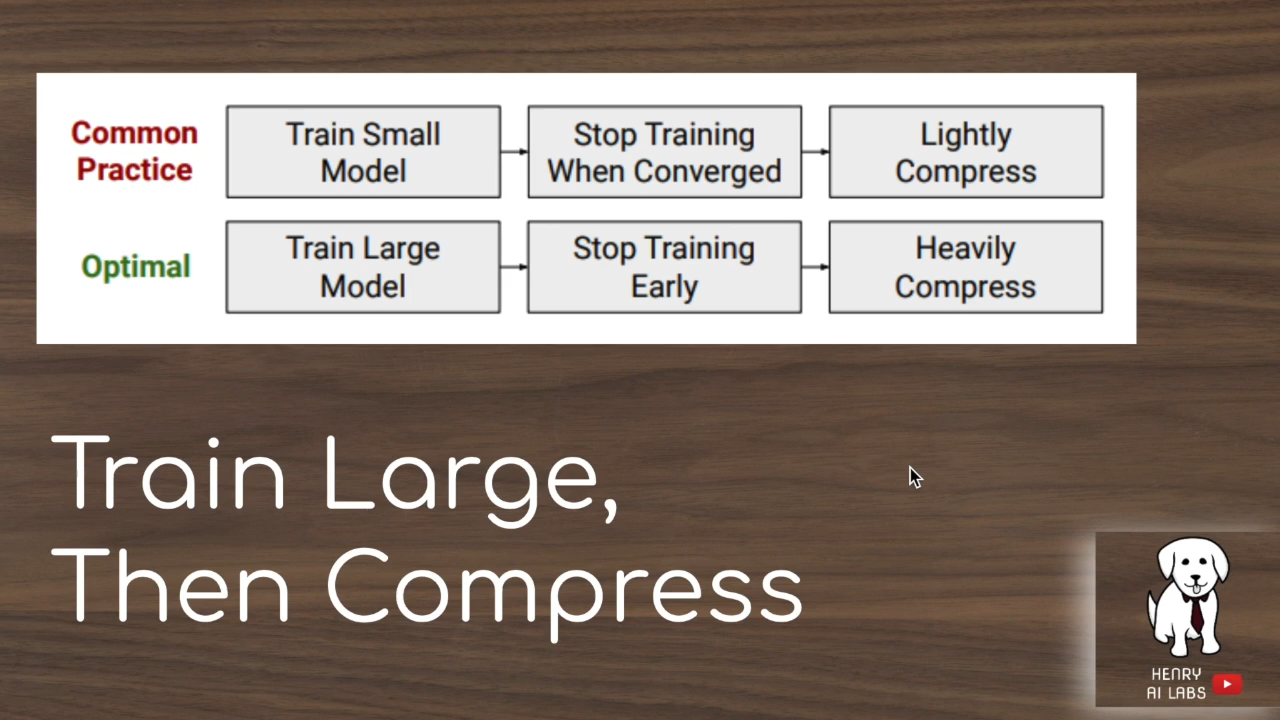 Common
Practice
Train Small
Model
Stop Training
When Converged
Lightly
Compress
Optimal
Train Large
Model
Stop Training
Early
Heavily
Compress
Train Large,
Then Compress
HENRY
AI LABS